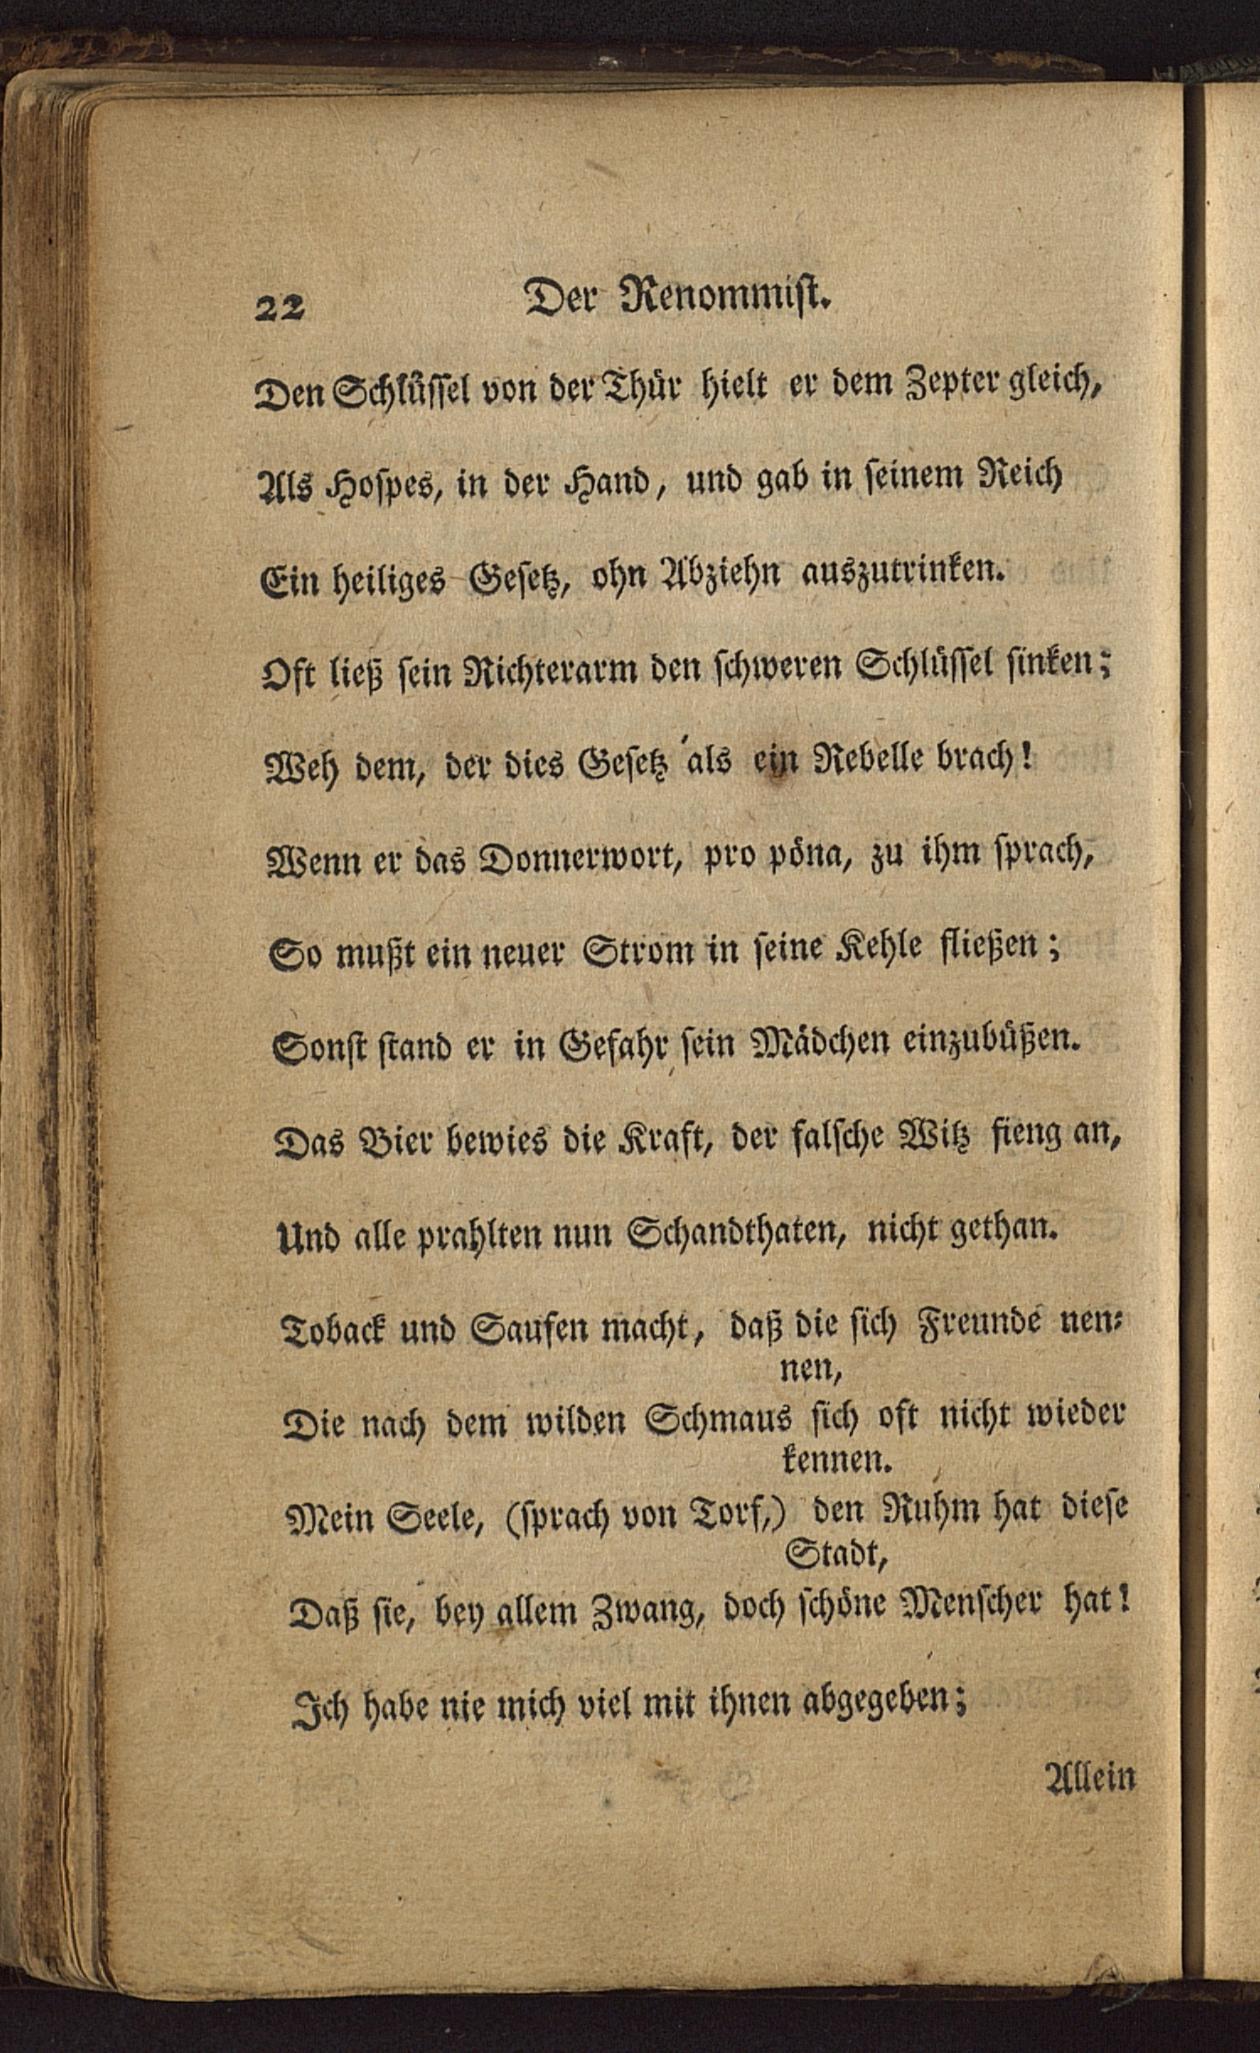 22 Der Renommist.
Den Schlüssel von der Thür hielt er dem Zepter gleich,
Als Hospes, in der Hand, und gab in seinem Reich
Ein heiliges Gesetz, ohn Abziehn auszutrinken.
Oft ließ sein Richterarm den schweren Schlüssel sinken;
Weh dem, der dies Gesetz als ein Rebelle brach!
Wenn er das Donnerwort, pro pöna, zu ihm sprach,
So mußt ein neuer Strom in seine Kehle fließen;
Sonst stand er in Gefahr sein Mädchen einzubüßen.
Das Bier bewies die Kraft, der falsche Witz fieng an,
Und alle prahlten nun Schandthaten, nicht gethan.
Toback und Saufen macht, daß die sich Freunde nen-
nen,
Die nach dem wilden Schmaus sich oft nicht wieder
kennen.
Mein Seele, (sprach von Torf,) den Ruhm hat diese
Stadt,
Daß sie, bey allem Zwang, doch schöne Menscher hat!
Ich habe nie mich viel mit ihnen abgegeben;
Allein